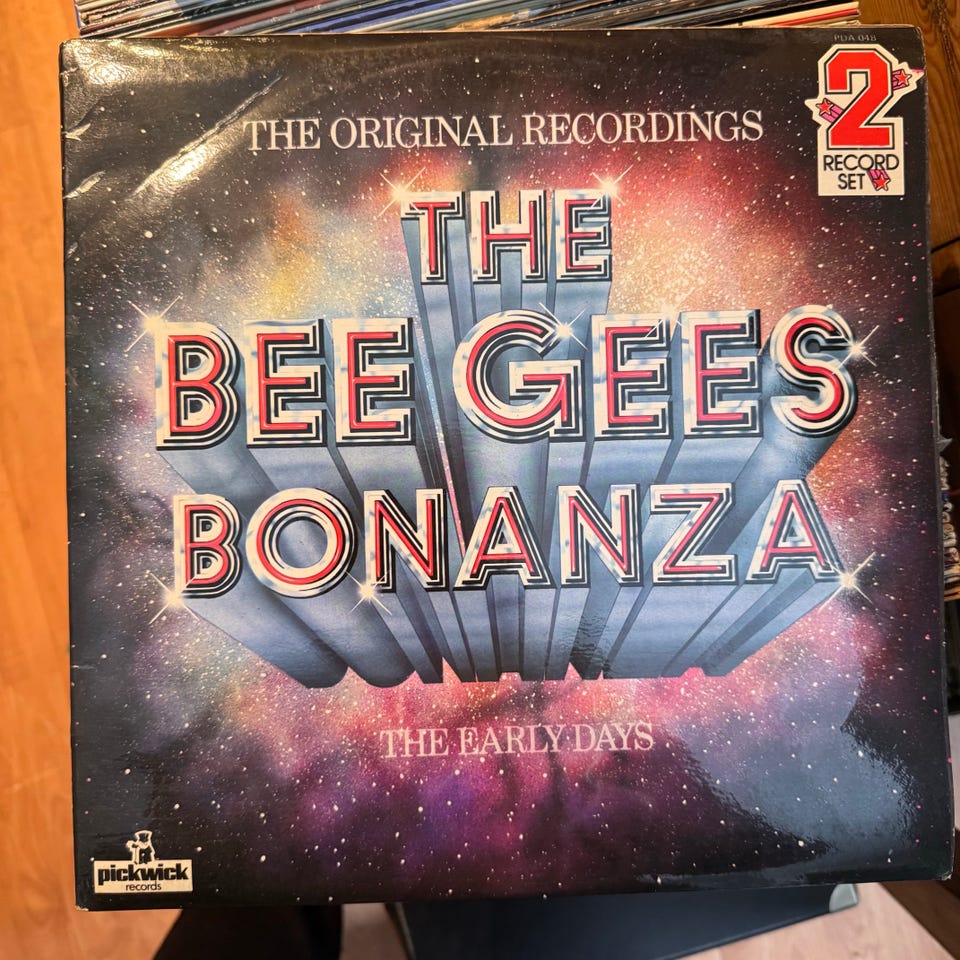 PDA 048
2
RECORD
SET
THE ORIGINAL RECORDINGS
THE
BEE GEES
BONANZA
THE EARLY DAYS
pickwick
records